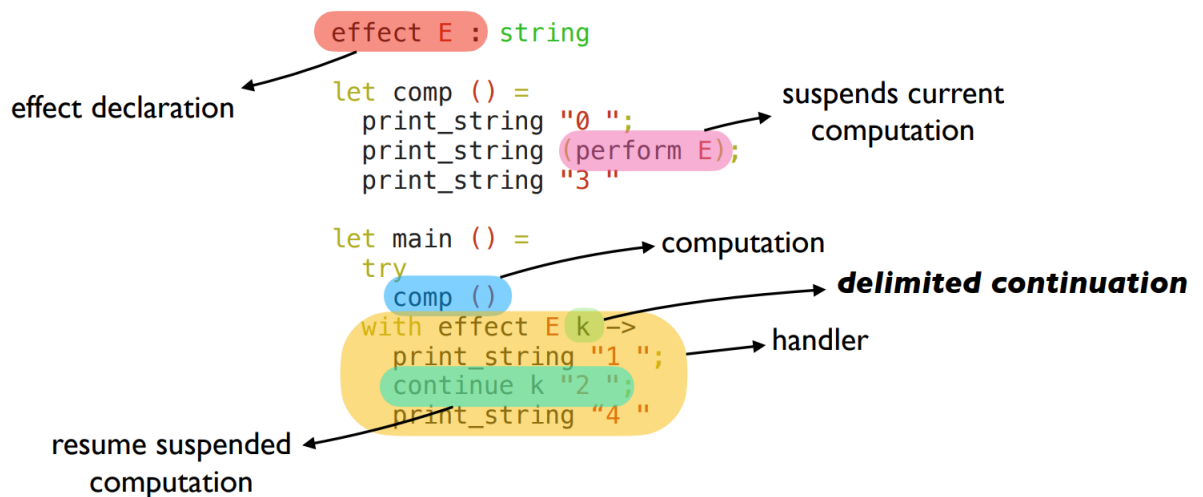 effect E : string
effect declaration
let comp () =
print_string "0 ";
print_string (perform E);
print_string "3 "
suspends current
computation
let main () =
try
comp ()
with effect E k ->
print_string "1 ";
continue k "2 ";
print_string “4 "
computation
delimited continuation
handler
resume suspended
computation